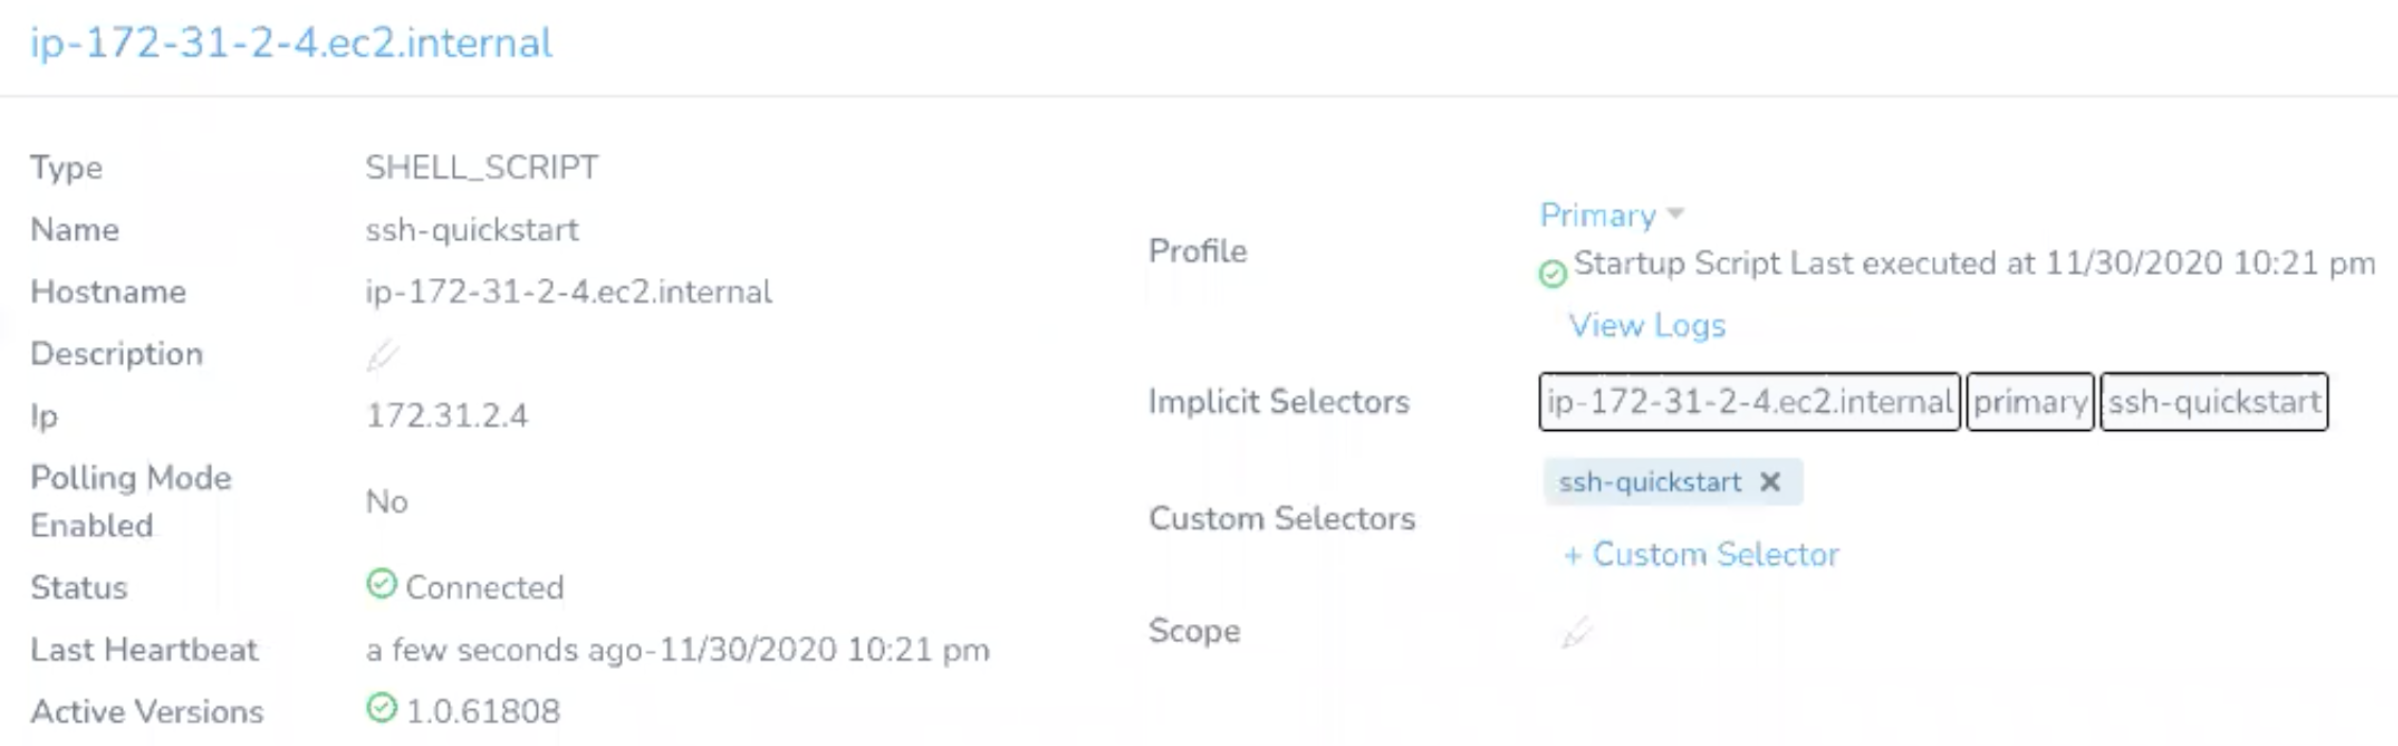 ip-172-31-2-4.ec2.internal
Type SHELL_SCRIPT
Name ssh-quickstart
Hostname ip-172-31-2-4.ec2.internal
Description
Ip 172.31.2.4
Polling Mode
Enabled
No
Status Connected
Last Heartbeat a few seconds ago-11/30/2020 10:21 pm
Active Versions 1.0.61808
Profile
Primary
Startup Script Last executed at 11/30/2020 10:21 pm
View Logs
Implicit Selectors ip-172-31-2-4.ec2.internal primary ssh-quickstart
Custom Selectors
ssh-quickstart
+ Custom Selector
Scope